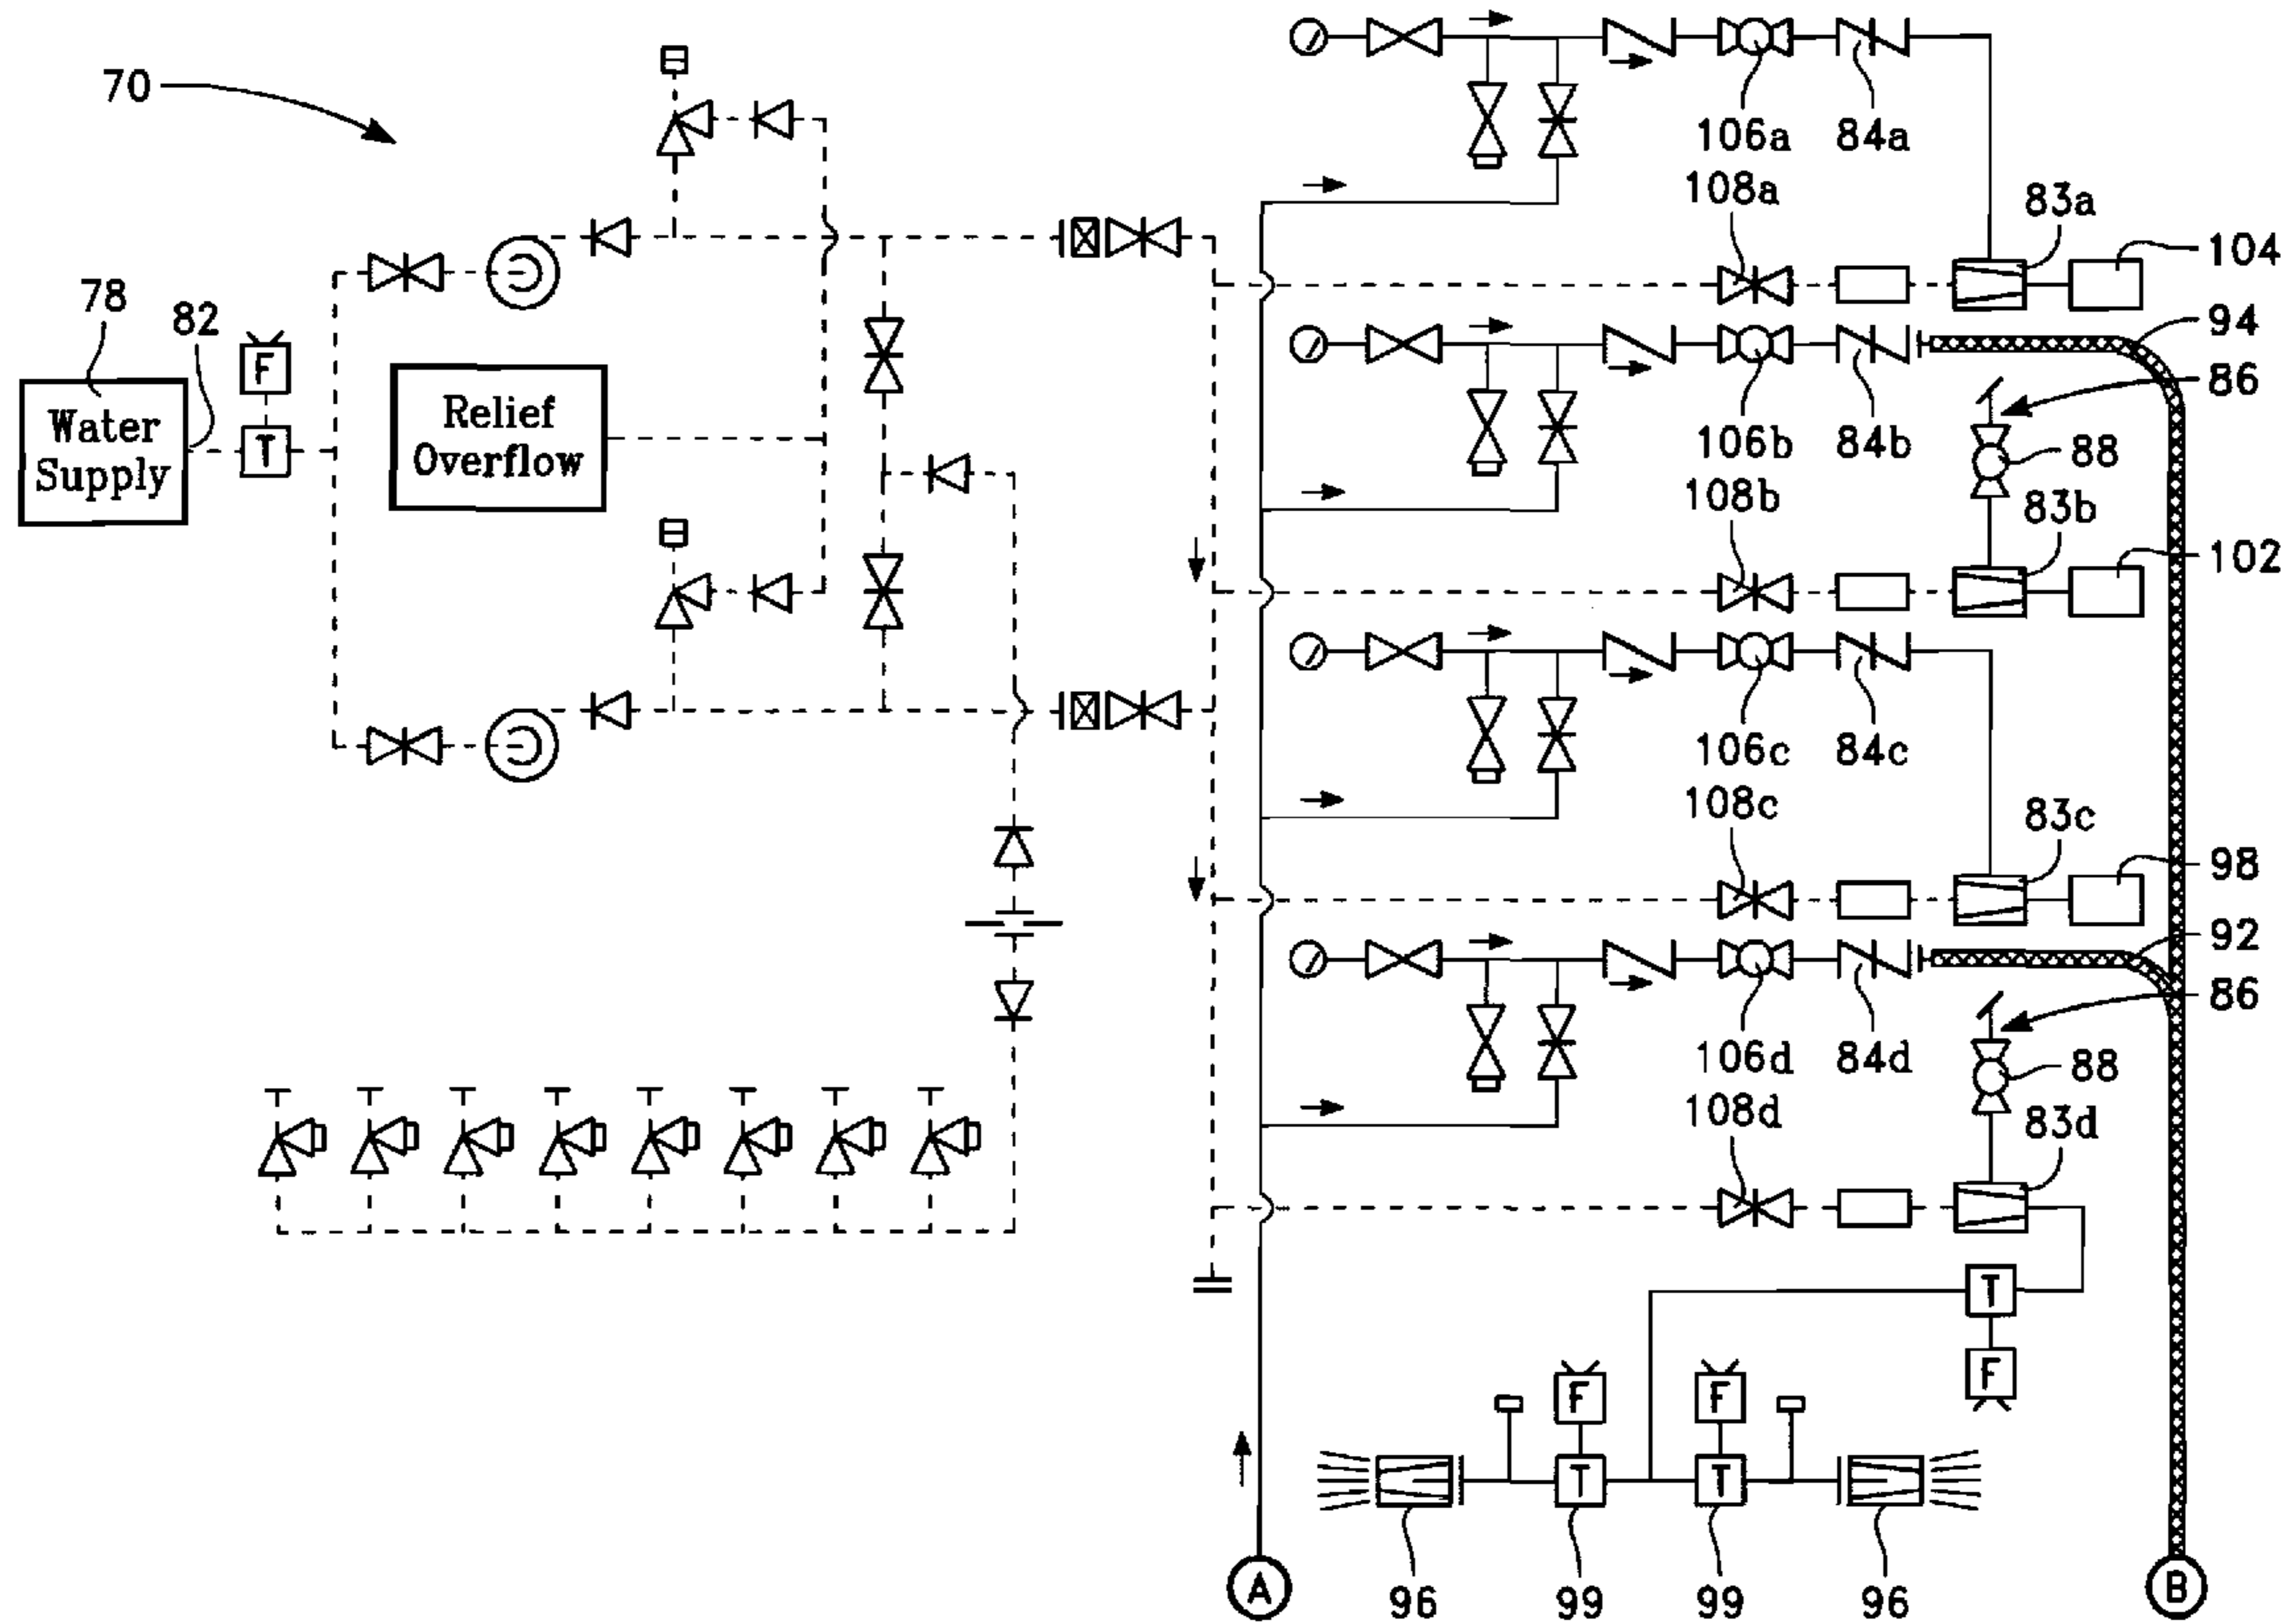 70
106a
84a
108a
83a
104
78
82
94
F
86
Water
Supply
T
Relief
Overflow
106b
84b
88
108b
83b
102
106c
84c
108c
83c
98
92
86
106d
84d
88
108d
83d
T
F
F
F
T
T
A
96
99
99
96
B